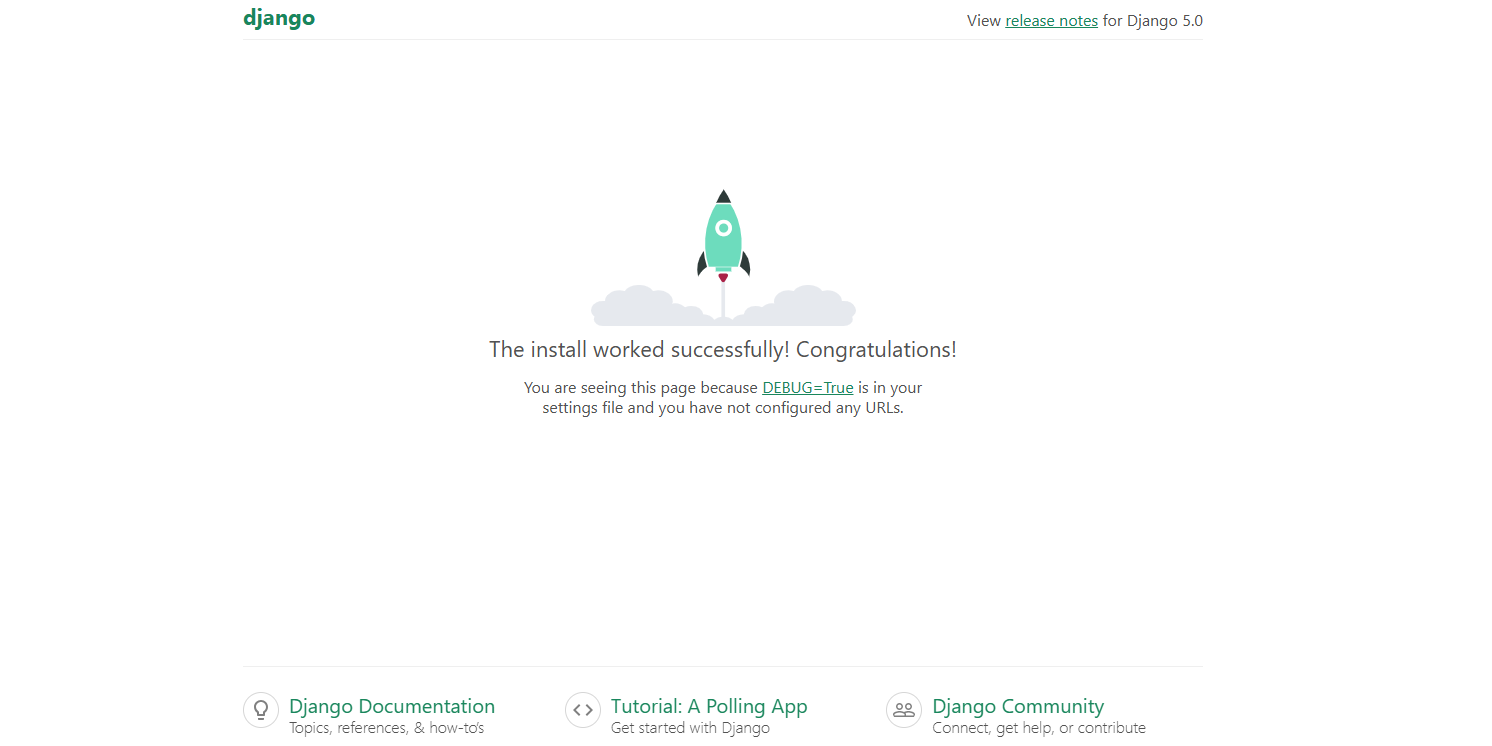 django
View release notes for Django 5.0
The install worked successfully! Congratulations!
You are seeing this page because DEBUG=True is in your
settings file and you have not configured any URLs.
Django Documentation
Topics, references, & how-to's
Tutorial: A Polling App
Get started with Django
Django Community
Connect, get help, or contribute